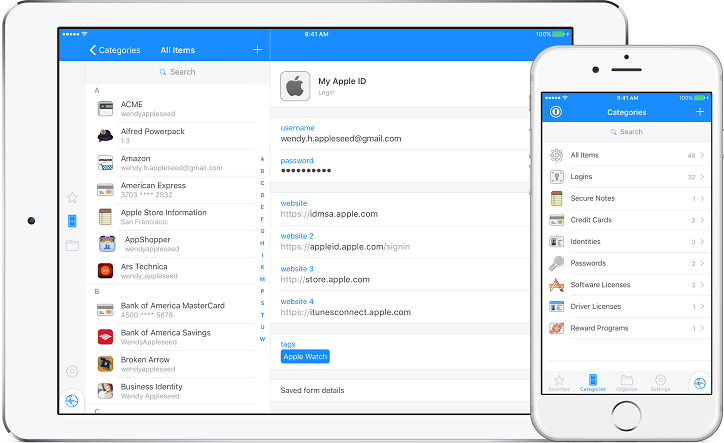 9:41 AM
100%
Categories
All Items
+
Search
A
ACME
wendyappleseed
Alfred Powerpack
1.3
Amazon
wendy.h.appleseed@gmail.com
American Express
3703 **** 2932
Apple Store Information
San Francisco:
AppShopper
wendyappleseed
Ars Technica
wendy_appleseed
B
Bank of America MasterCard
4500 **** 5678
Bank of America Savings
WendyAppleseed
Broken Arrow
wendyappleseed
Business Identity
Wendy Appleseed
C
A
B
C
D
E
F
G
H
I
K
M
P
S
T
U
W
My Apple ID
Login
username
wendy.h.appleseed@gmail.com
password
••••••••••
website
https://idmsa.apple.com
website 2
https://appleid.apple.com/signin
website 3
http://store.apple.com
website 4
https://itunesconnect.apple.com
tags
Apple Watch
Saved form details
9:41 AM
100%
Categories
+
Search
All Items 46
Logins 32
Secure Notes 1
Credit Cards 3
Identities 3
Passwords 2
Software Licenses 3
Driver Licenses 1
Reward Programs 1
Favorites
Categories
Organize
Settings